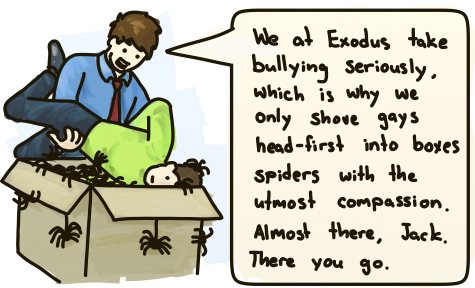 We at Exodus take
bullying seriously,
which is why we
only shove gays
head-first into boxes
spiders with the
utmost compassion.
Almost there, Jack.
There you go.